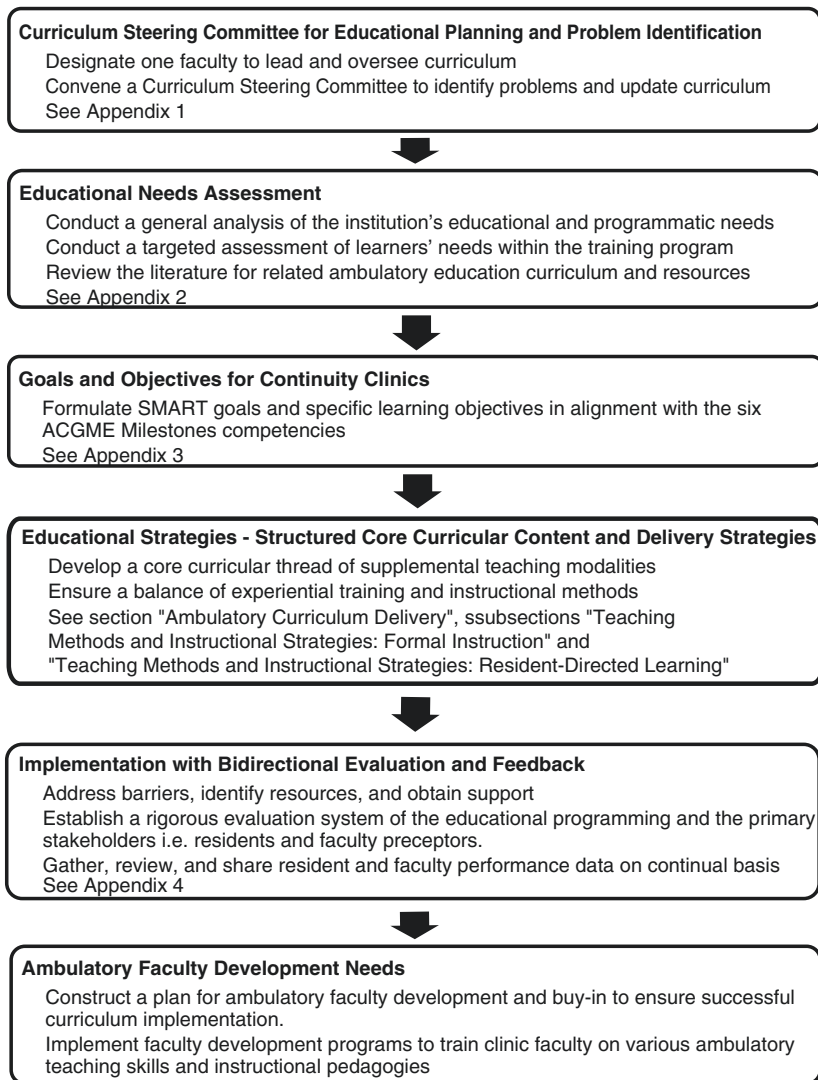 Curriculum Steering Committee for Educational Planning and Problem Identification
Designate one faculty to lead and oversee curriculum
Convene a Curriculum Steering Committee to identify problems and update curriculum
See Appendix 1
Educational Needs Assessment
Conduct a general analysis of the institution's educational and programmatic needs
Conduct a targeted assessment of learners' needs within the training program
Review the literature for related ambulatory education curriculum and resources
See Appendix 2
Goals and Objectives for Continuity Clinics
Formulate SMART goals and specific learning objectives in alignment with the six
ACGME Milestones competencies
See Appendix 3
Educational Strategies - Structured Core Curricular Content and Delivery Strategies
Develop a core curricular thread of supplemental teaching modalities
Ensure a balance of experiential training and instructional methods
See section "Ambulatory Curriculum Delivery", ssubsections "Teaching
Methods and Instructional Strategies: Formal Instruction" and
"Teaching Methods and Instructional Strategies: Resident-Directed Learning"
Implementation with Bidirectional Evaluation and Feedback
Address barriers, identify resources, and obtain support
Establish a rigorous evaluation system of the educational programming and the primary
stakeholders i.e. residents and faculty preceptors.
Gather, review, and share resident and faculty performance data on continual basis
See Appendix 4
Ambulatory Faculty Development Needs
Construct a plan for ambulatory faculty development and buy-in to ensure successful
curriculum implementation.
Implement faculty development programs to train clinic faculty on various ambulatory
teaching skills and instructional pedagogies